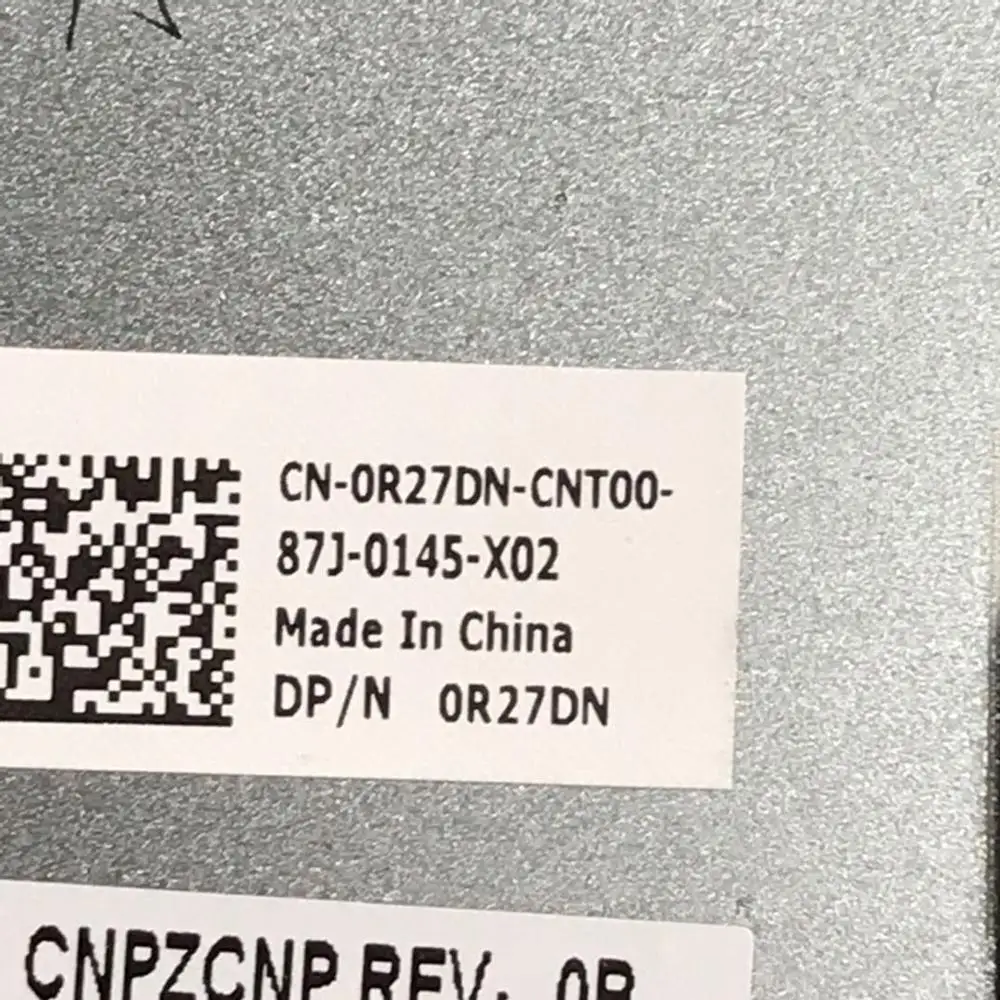 CN-0R27DN-CNT00-
87J-0145-X02
Made In China
DP/N 0R27DN
CNPZCNP REV. 0B